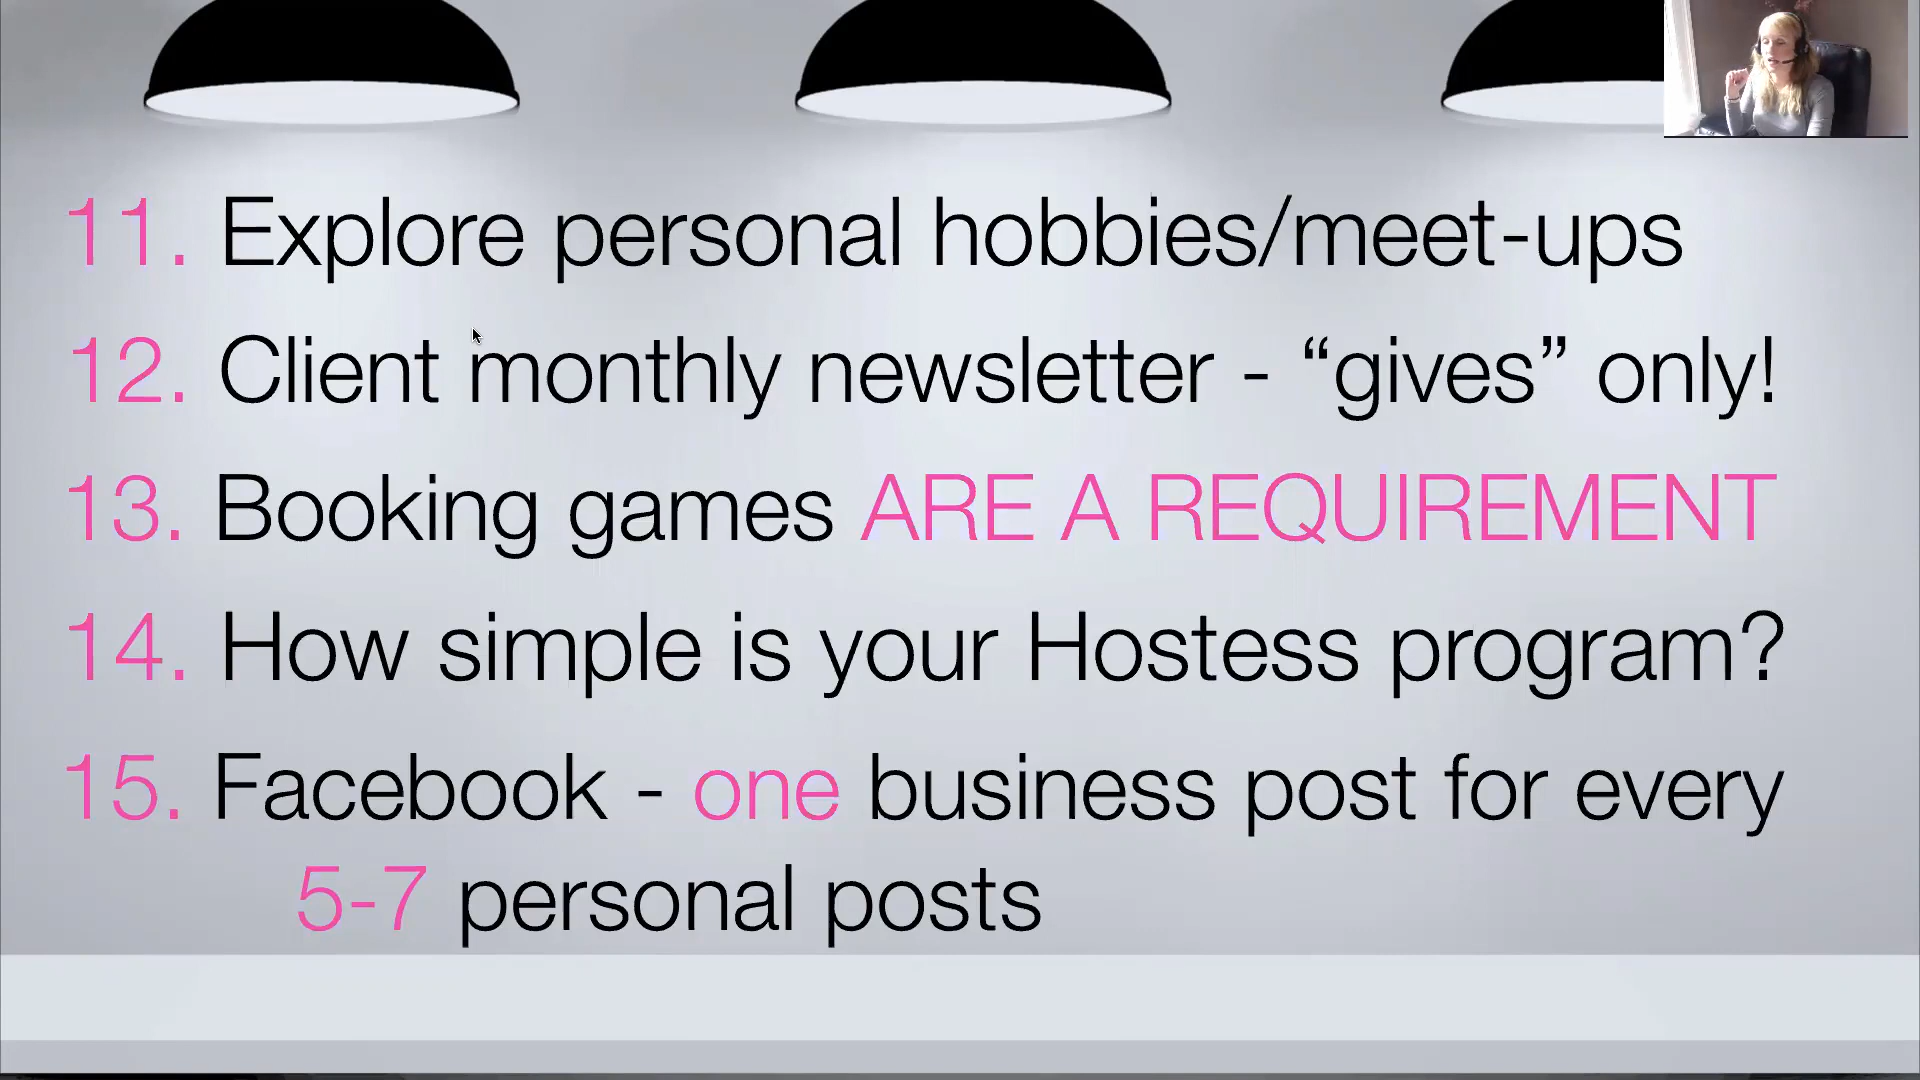 11. Explore personal hobbies/meet-ups
12. Client monthly newsletter - “gives” only!
13. Booking games ARE A REQUIREMENT
14. How simple is your Hostess program?
15. Facebook - one business post for every
5-7 personal posts